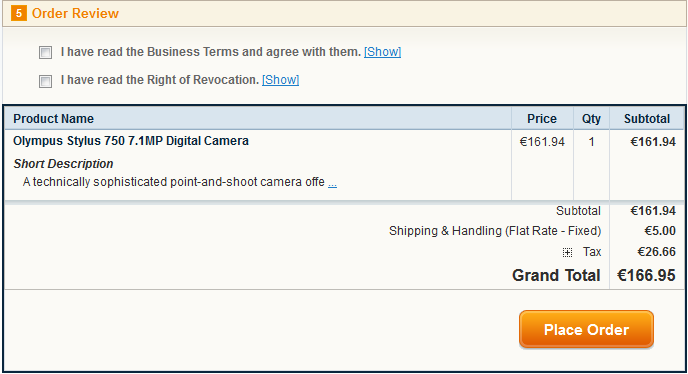 5 Order Review
I have read the Business Terms and agree with them. [Show]
I have read the Right of Revocation. [Show]
Product Name Price Qty Subtotal
Olympus Stylus 750 7.1MP Digital Camera €161.94 1 €161.94
Short Description
A technically sophisticated point-and-shoot camera offe ...
Subtotal €161.94
Shipping & Handling (Flat Rate - Fixed) €5.00
Tax €26.66
Grand Total €166.95
Place Order